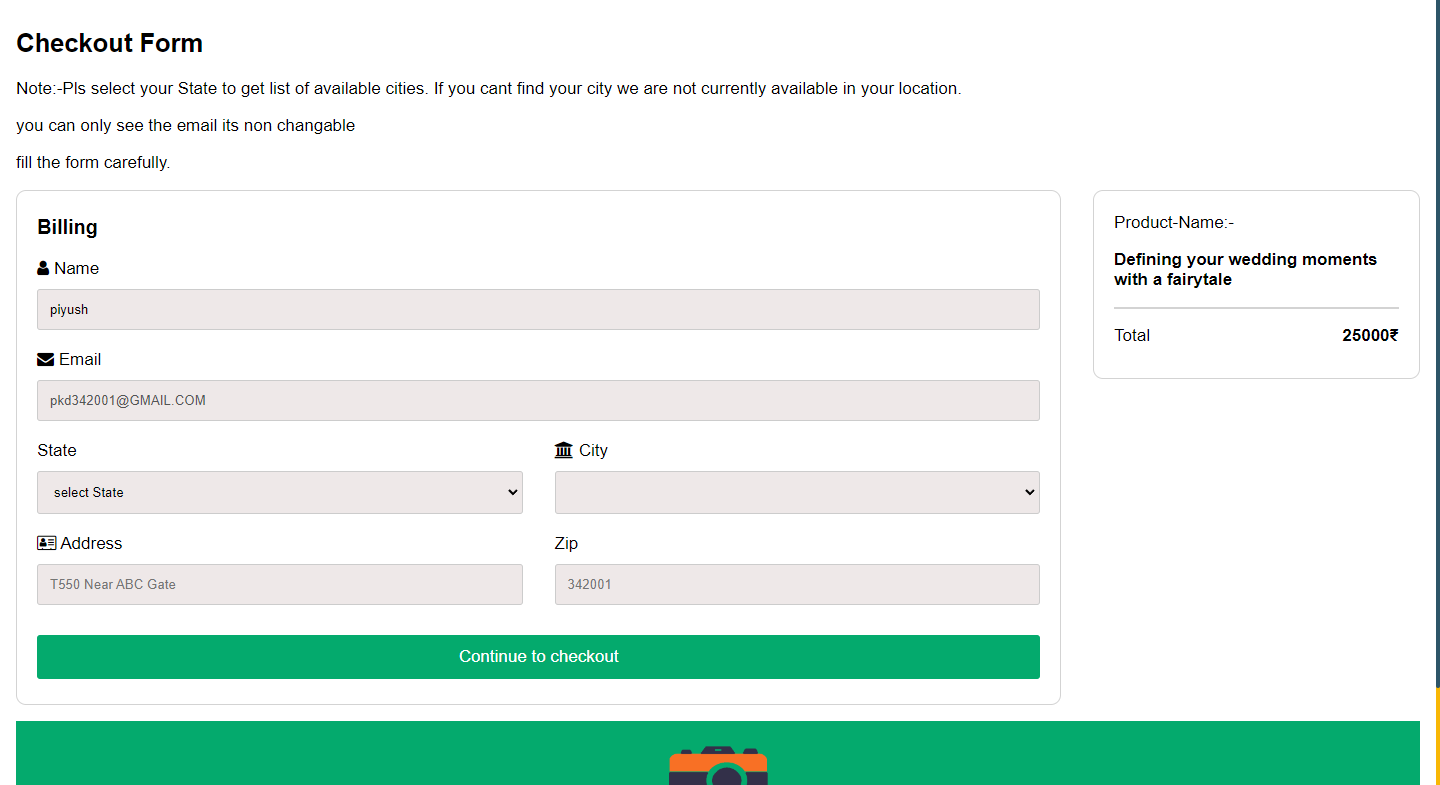 Checkout Form
Note:-Pls select your State to get list of available cities. If you cant find your city we are not currently available in your location.
you can only see the email its non changable
fill the form carefully.
Billing
Name
piyush
Email
pkd342001@GMAIL.COM
State
City
select State
Address
Zip
T550 Near ABC Gate
342001
Continue to checkout
Product-Name:-
Defining your wedding moments
with a fairytale
Total 25000₹